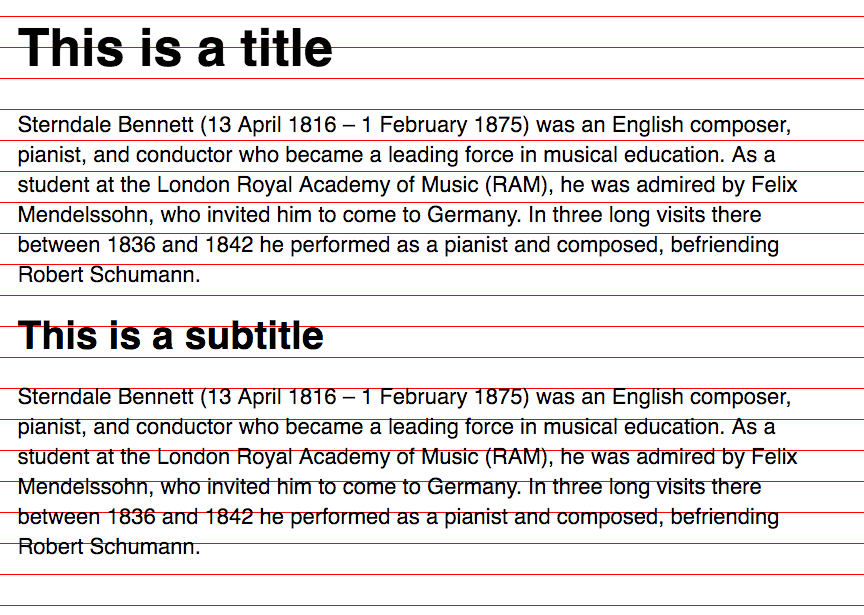 This is a title
Sterndale Bennett (13 April 1816 – 1 February 1875) was an English composer,
pianist, and conductor who became a leading force in musical education. As a
student at the London Royal Academy of Music (RAM), he was admired by Felix
Mendelssohn, who invited him to come to Germany. In three long visits there
between 1836 and 1842 he performed as a pianist and composed, befriending
Robert Schumann.
This is a subtitle
Sterndale Bennett (13 April 1816 – 1 February 1875) was an English composer,
pianist, and conductor who became a leading force in musical education. As a
student at the London Royal Academy of Music (RAM), he was admired by Felix
Mendelssohn, who invited him to come to Germany. In three long visits there
between 1836 and 1842 he performed as a pianist and composed, befriending
Robert Schumann.